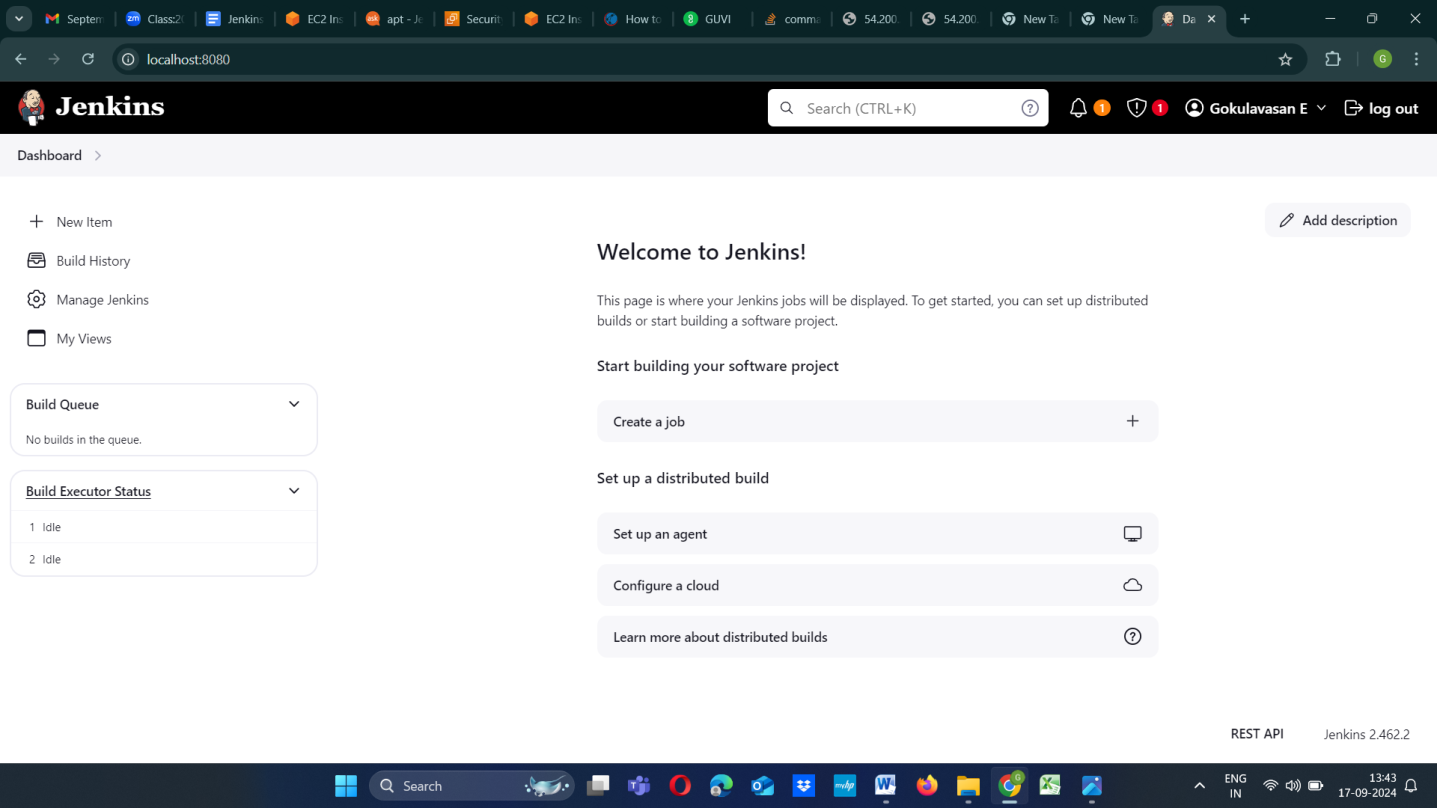 Septem
zm Class:2
Jenkins
EC2 Ins
ask apt - Je
Securit
EC2 Ins
How to
GUVI
comma
54.200.
54.200.
New Ta
New Ta
Da
localhost:8080
G
Jenkins
Search (CTRL+K)
1
1
Gokulavasan E
log out
Dashboard
New Item
Build History
Manage Jenkins
My Views
Build Queue
No builds in the queue.
Build Executor Status
1 Idle
2 Idle
Add description
Welcome to Jenkins!
This page is where your Jenkins jobs will be displayed. To get started, you can set up distributed
builds or start building a software project.
Start building your software project
Create a job
Set up a distributed build
Set up an agent
Configure a cloud
Learn more about distributed builds
REST API
Jenkins 2.462.2
Search
ENG
IN
13:43
17-09-2024